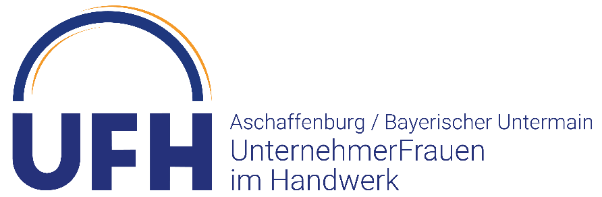 UFH
Aschaffenburg / Bayerischer Untermain
UnternehmerFrauen
im Handwerk